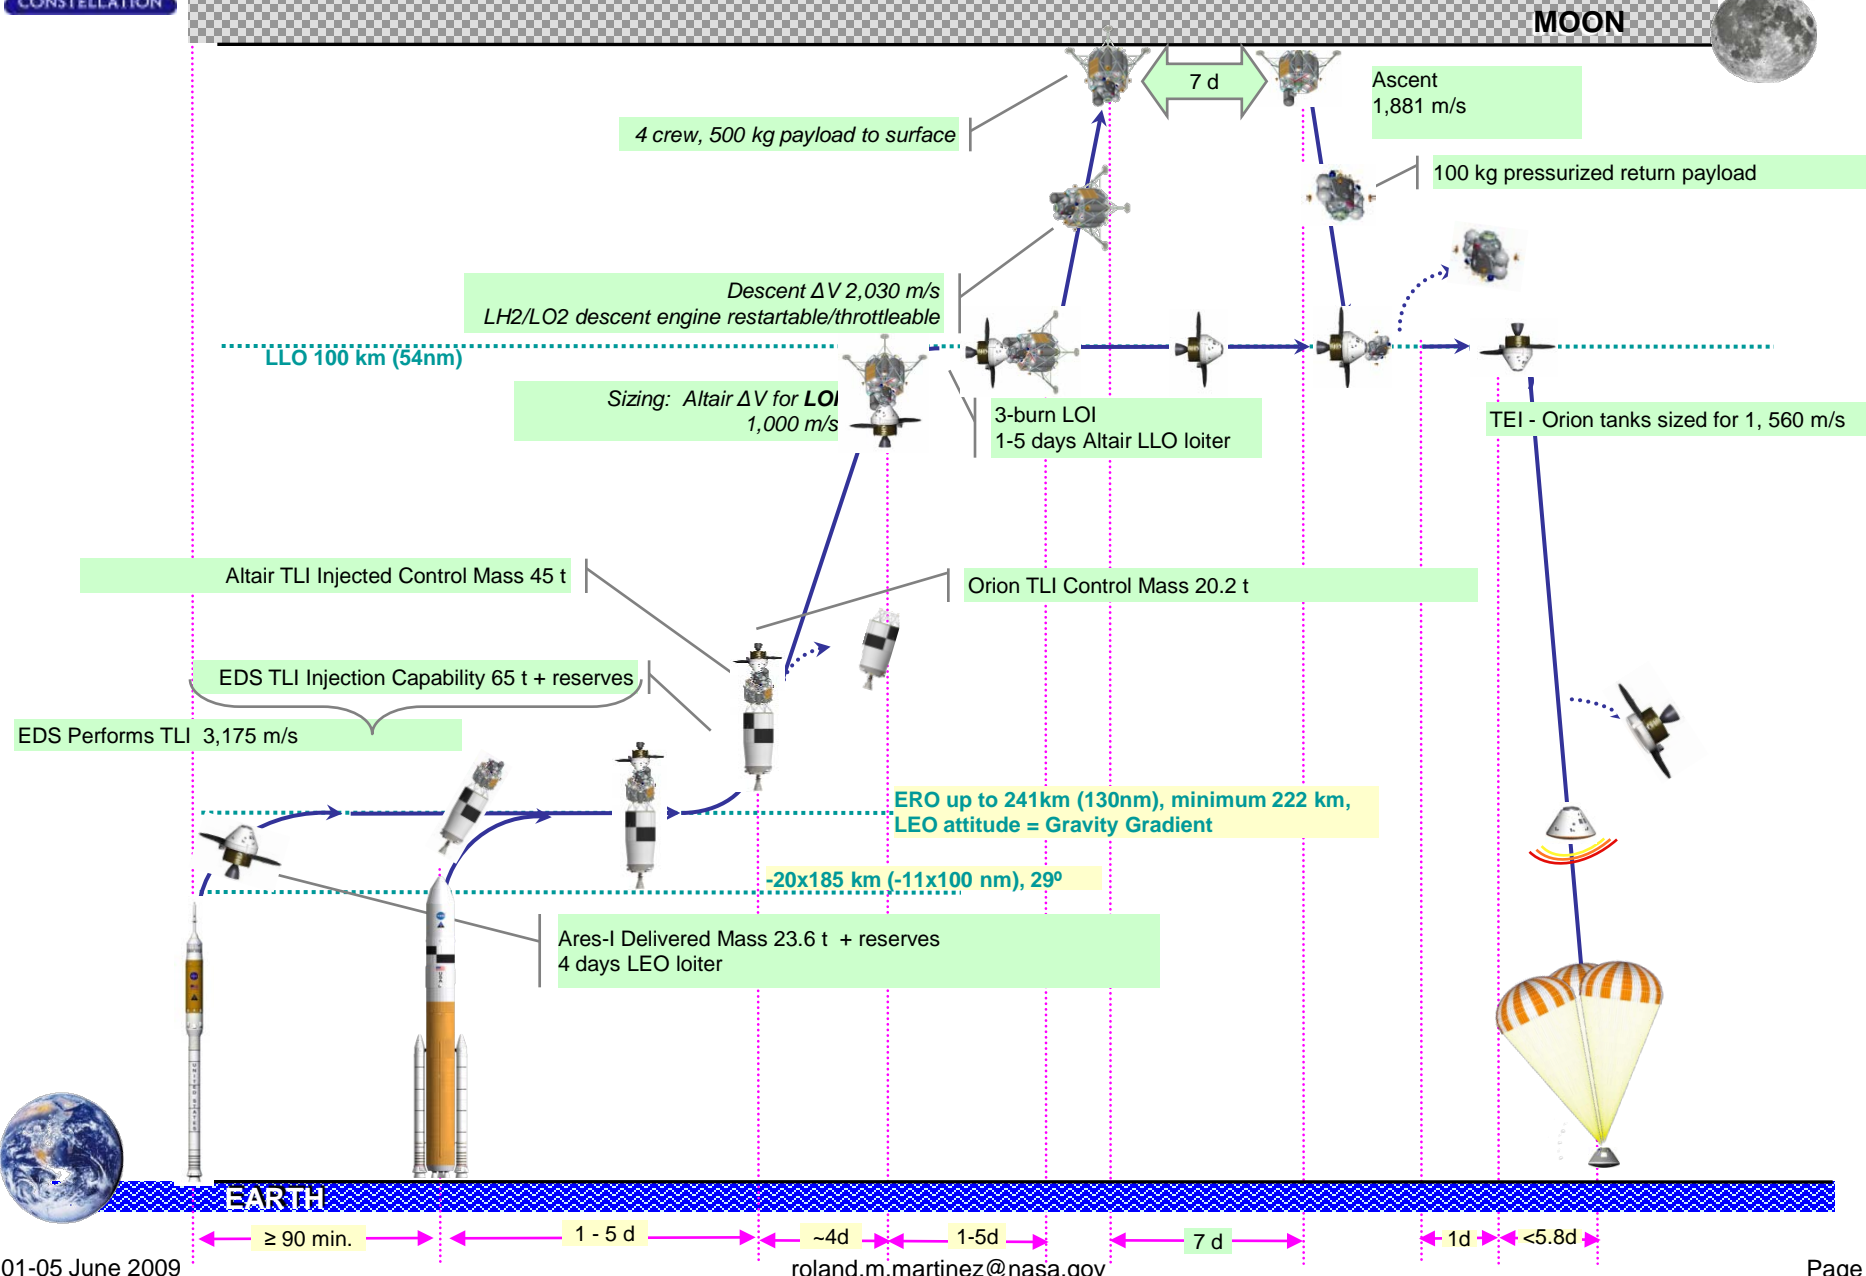 CONSTELLATION
MOON
7 d
Ascent
1,881 m/s
4 crew, 500 kg payload to surface
100 kg pressurized return payload
Descent ΔV 2,030 m/s
LH2/LO2 descent engine restartable/throttleable
LLO 100 km (54nm)
Sizing: Altair ΔV for LOI
1,000 m/s
3-burn LOI
1-5 days Altair LLO loiter
TEI - Orion tanks sized for 1, 560 m/s
Altair TLI Injected Control Mass 45 t
Orion TLI Control Mass 20.2 t
EDS TLI Injection Capability 65 t + reserves
EDS Performs TLI 3,175 m/s
ERO up to 241km (130nm), minimum 222 km,
LEO attitude = Gravity Gradient
-20x185 km (-11x100 nm), 29º
Ares-I Delivered Mass 23.6 t + reserves
4 days LEO loiter
UNITED STATES
EARTH
≥ 90 min.
1 - 5 d
~4d
1-5d
7 d
1d
<5.8d
01-05 June 2009
roland.m.martinez@nasa.gov
Page